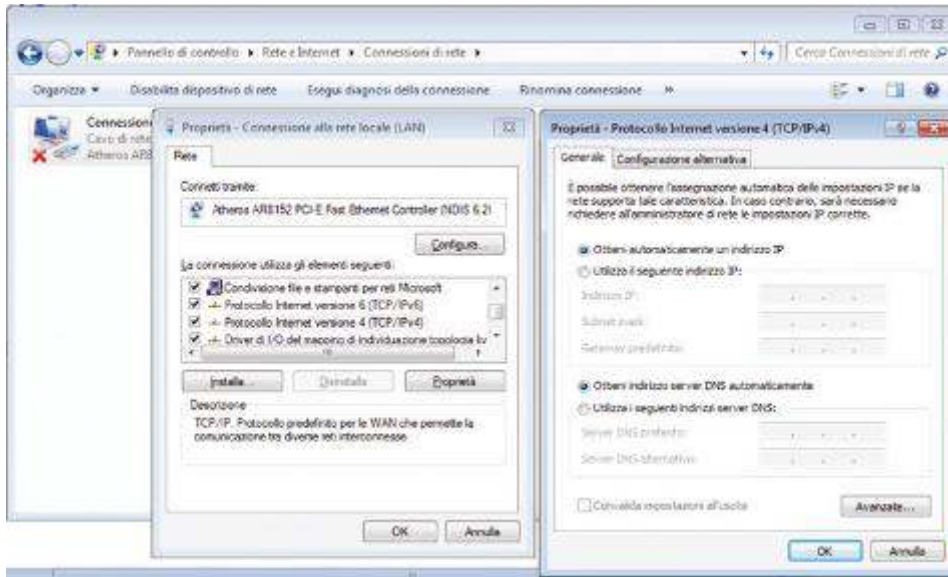 Pannello di controllo ▸ Rete e Internet ▸ Connessioni di rete ▸
Cerca Connessioni di rete
Organizza
Disabilita dispositivo di rete
Esegui diagnosi della connessione
Rinomina connessione
»
Connessione
Cavo di rete
Atheros AR8
Proprietà - Connessione alla rete locale (LAN)
Rete
Connetti tramite:
Atheros AR8152 PCI-E Fast Ethernet Controller (NDIS 6.2)
Configura...
La connessione utilizza gli elementi seguenti:
Condivisione file e stampanti per reti Microsoft
Protocollo Internet versione 6 (TCP/IPv6)
Protocollo Internet versione 4 (TCP/IPv4)
Driver di I/O del mapping di individuazione topologia liv
Installa...
Disinstalla
Proprietà
Descrizione
TCP/IP. Protocollo predefinito per le WAN che permette la
comunicazione tra diverse reti interconnesse.
OK
Annulla
Proprietà - Protocollo Internet versione 4 (TCP/IPv4)
Generale
Configurazione alternativa
È possibile ottenere l'assegnazione automatica delle impostazioni IP se la
rete supporta tale caratteristica. In caso contrario, sarà necessario
richiedere all'amministratore di rete le impostazioni IP corrette.
Ottieni automaticamente un indirizzo IP
Utilizza il seguente indirizzo IP:
Indirizzo IP:
Subnet mask:
Gateway predefinito:
Ottieni indirizzo server DNS automaticamente
Utilizza i seguenti indirizzi server DNS:
Server DNS preferito:
Server DNS alternativo:
Convalida impostazioni all'uscita
Avanzate...
OK
Annulla